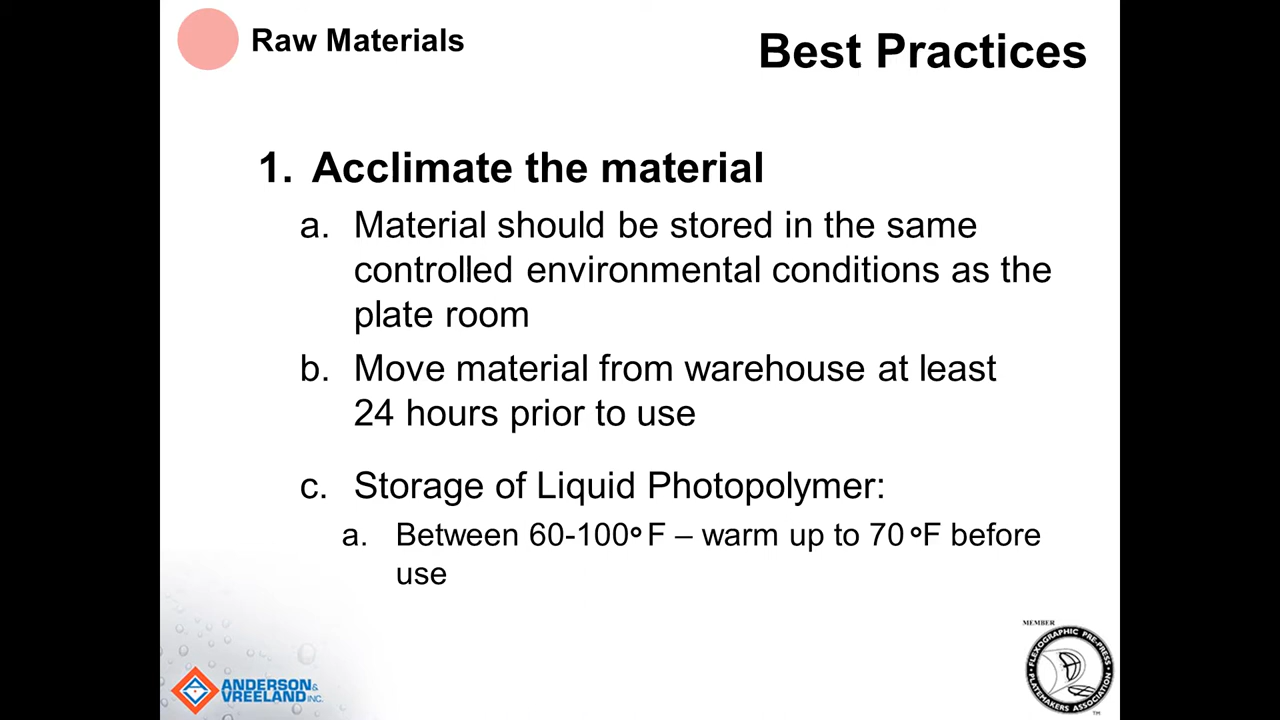 Raw Materials
Best Practices
1. Acclimate the material
a. Material should be stored in the same
controlled environmental conditions as the
plate room
b. Move material from warehouse at least
24 hours prior to use
c. Storage of Liquid Photopolymer:
a. Between 60-100° F – warm up to 70 °F before
use
MEMBER
FLEXOGRAPHIC PRE-PRESS
PLATEMAKERS ASSOCIATION
TM
ANDERSON &
VREELAND INC.